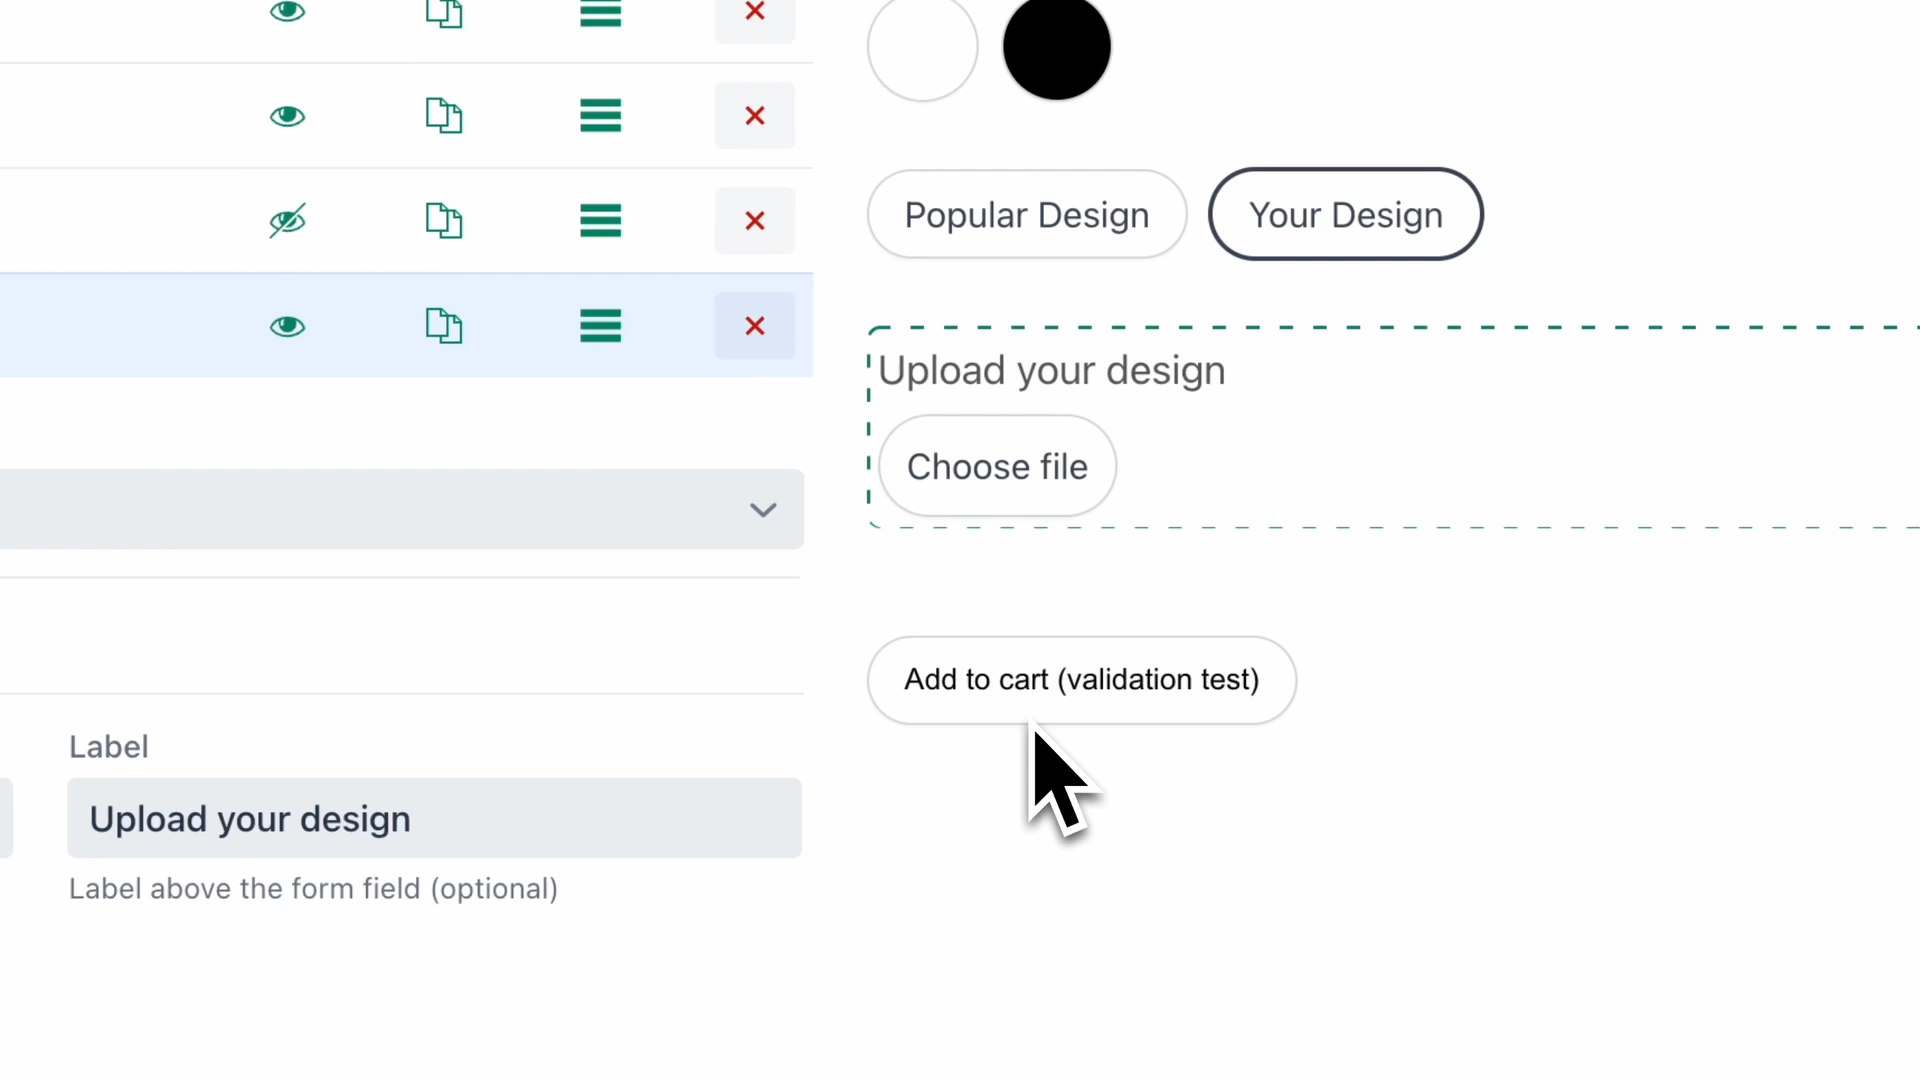 Popular Design
Your Design
Upload your design
Choose file
Add to cart (validation test)
Label
Upload your design
Label above the form field (optional)